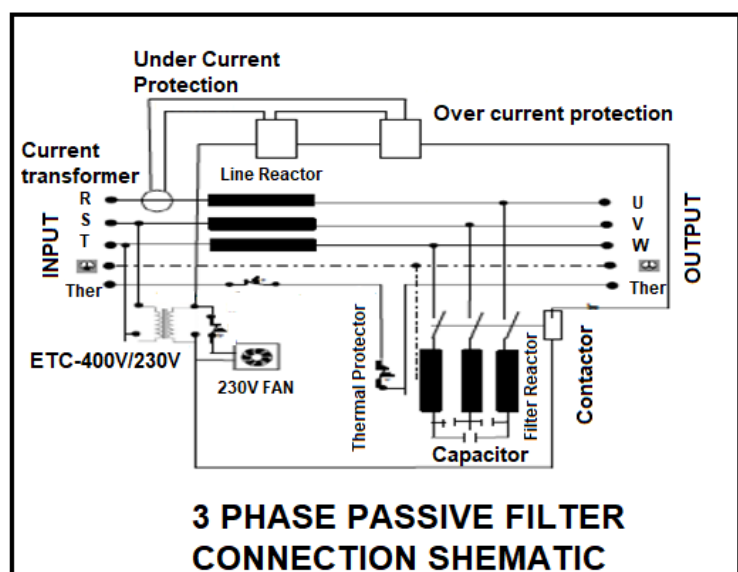 Under Current
Protection
Over current protection
Current
transformer
Line Reactor
R
S
T
INPUT
Ther
U
V
W
OUTPUT
Ther
ETC-400V/230V
230V FAN
Thermal Protector
Filter Reactor
Contactor
Capacitor
3 PHASE PASSIVE FILTER
CONNECTION SHEMATIC